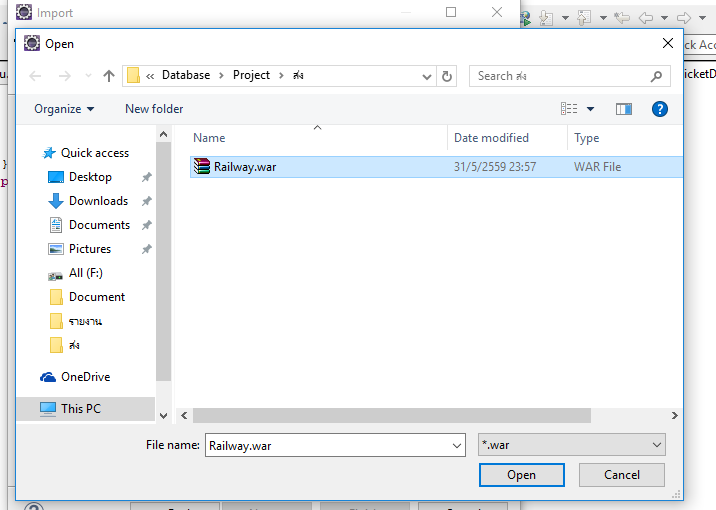 Import
Open
« Database > Project > ส่ง
Search ส่ง
ck Acc
Organize
New folder
Name
Date modified
Type
Quick access
Railway.war
31/5/2559 23:57
WAR File
Desktop
Downloads
Documents
Pictures
All (F:)
Document
รายงาน
ส่ง
OneDrive
This PC
File name:
Railway.war
*.war
Open
Cancel
icketD